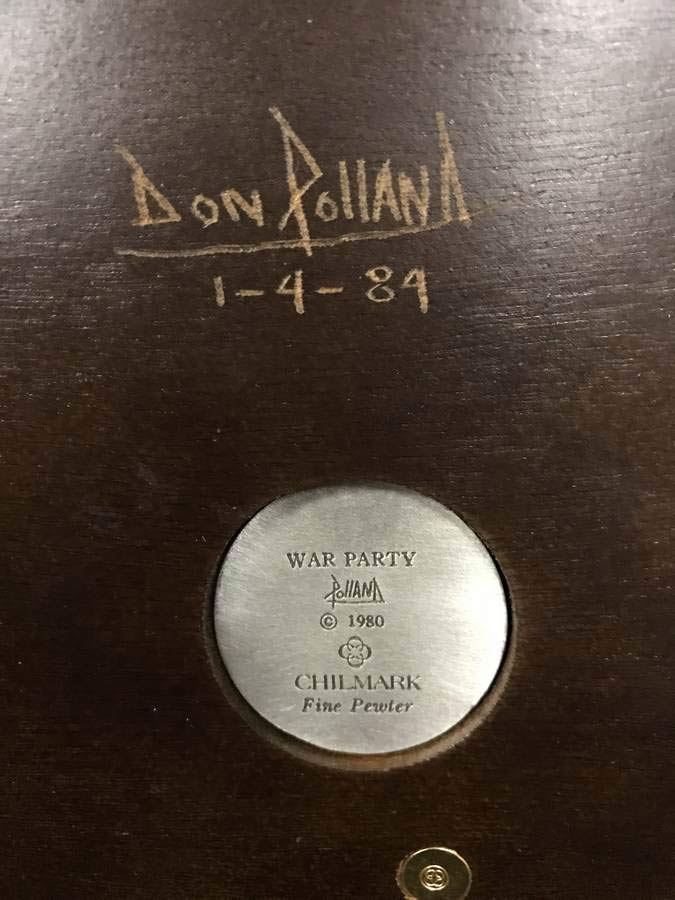 Don Polland
1-4-84
WAR PARTY
Polland
© 1980
CHILMARK
Fine Pewter